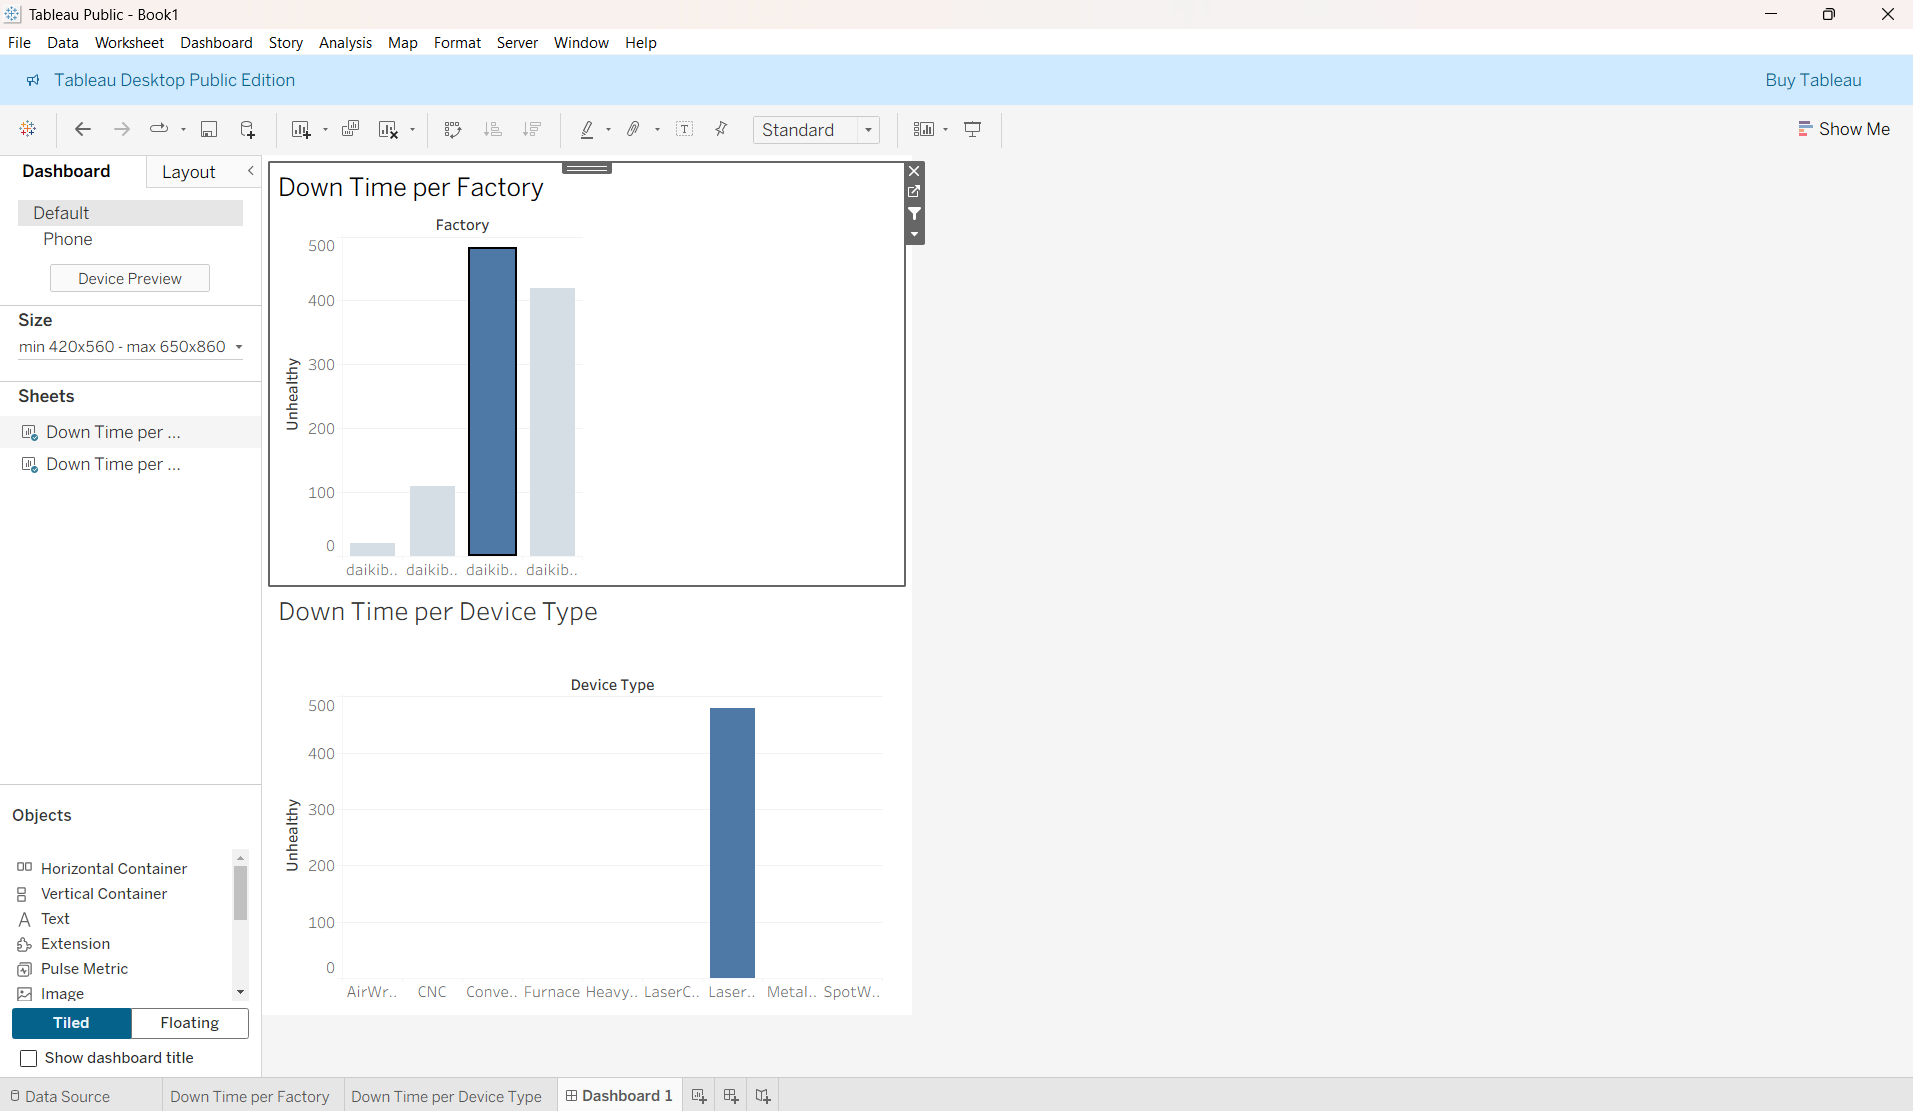 Tableau Public - Book1
File Data Worksheet Dashboard Story Analysis Map Format Server Window Help
Tableau Desktop Public Edition
Buy Tableau
Standard
Show Me
Dashboard
Layout
Default
Phone
Device Preview
Size
min 420x560 - max 650x860
Sheets
Down Time per ...
Down Time per ...
Objects
Horizontal Container
Vertical Container
Text
Extension
Pulse Metric
Image
Tiled
Floating
Show dashboard title
Down Time per Factory
Factory
500
400
300
200
100
0
Unhealthy
daikib.. daikib.. daikib.. daikib..
Down Time per Device Type
Device Type
500
400
300
200
100
0
Unhealthy
AirWr.. CNC Conve.. Furnace Heavy.. LaserC.. Laser.. Metal.. SpotW..
Data Source
Down Time per Factory
Down Time per Device Type
Dashboard 1